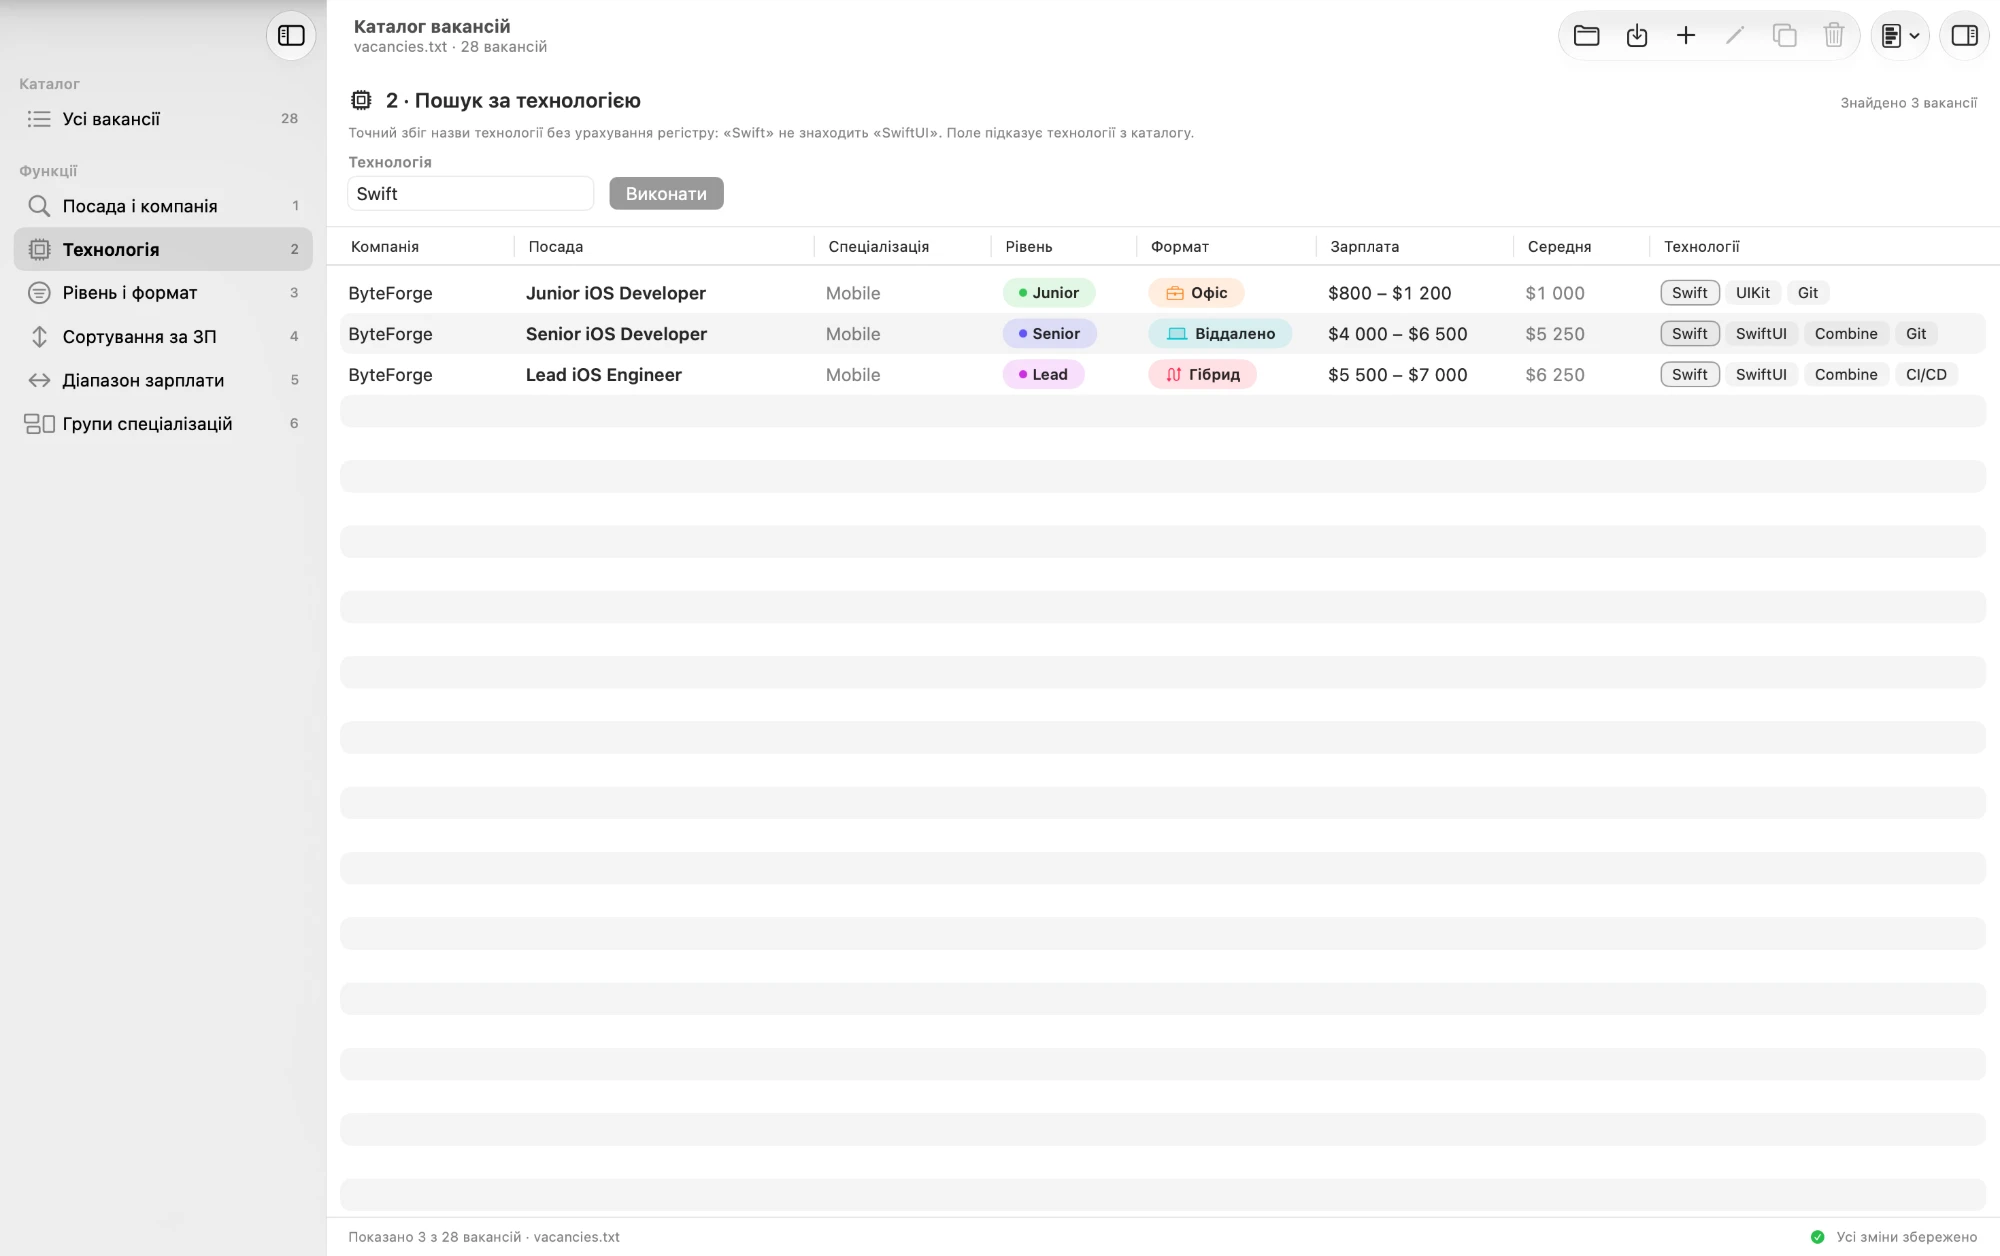 Каталог
Усі вакансії 28
Функції
Посада і компанія 1
Технологія 2
Рівень і формат 3
Сортування за ЗП 4
Діапазон зарплати 5
Групи спеціалізацій 6
Каталог вакансій
vacancies.txt · 28 вакансій
2 · Пошук за технологією
Знайдено 3 вакансії
Точний збіг назви технології без урахування регістру: «Swift» не знаходить «SwiftUI». Поле підказує технології з каталогу.
Технологія
Swift Виконати
Компанія Посада Спеціалізація Рівень Формат Зарплата Середня Технології
ByteForge Junior iOS Developer Mobile Junior Офіс $800 – $1 200 $1 000 Swift UIKit Git
ByteForge Senior iOS Developer Mobile Senior Віддалено $4 000 – $6 500 $5 250 Swift SwiftUI Combine Git
ByteForge Lead iOS Engineer Mobile Lead Гібрид $5 500 – $7 000 $6 250 Swift SwiftUI Combine CI/CD
Показано 3 з 28 вакансій · vacancies.txt
Усі зміни збережено